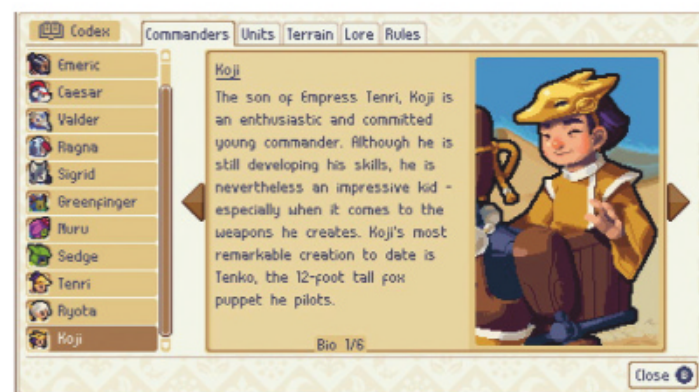 Codex
Commanders Units Terrain Lore Rules
Emeric
Caesar
Valder
Ragna
Sigrid
Greenfinger
Nuru
Sedge
Tenri
Ryota
Koji
Koji
The son of Empress Tenri, Koji is
an enthusiastic and committed
young commander. Although he is
still developing his skills, he is
nevertheless an impressive kid -
especially when it comes to the
weapons he creates. Koji's most
remarkable creation to date is
Tenko, the 12-foot tall fox
puppet he pilots.
Bio 1/6
Close